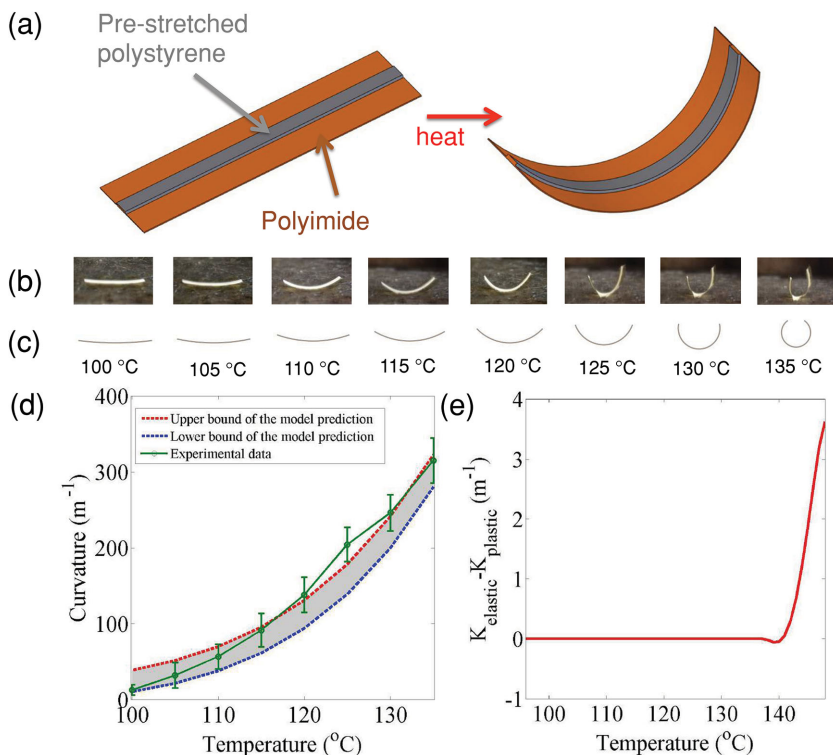 (a)
Pre-stretched
polystyrene
heat
Polyimide
(b)
(c)
100 °C
105 °C
110 °C
115 °C
120 °C
125 °C
130 °C
135 °C
(d)
400
300
200
100
0
Curvature (m⁻¹)
Upper bound of the model prediction
Lower bound of the model prediction
Experimental data
100
110
120
130
Temperature (°C)
(e)
4
3
2
1
0
-1
K_elastic-K_plastic (m⁻¹)
100
110
120
130
140
Temperature (°C)